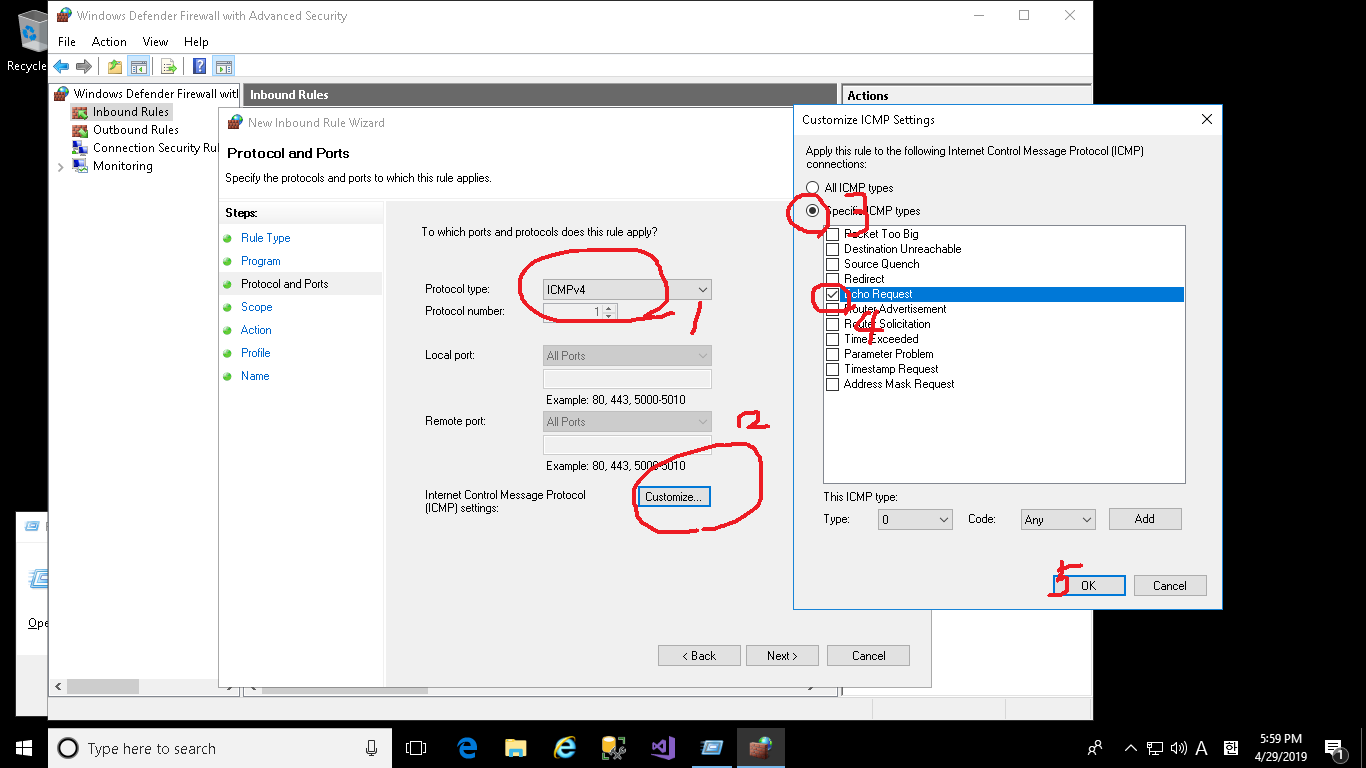 Windows Defender Firewall with Advanced Security
File Action View Help
Recycle
Windows Defender Firewall witl
Inbound Rules
Outbound Rules
Connection Security Rul
Monitoring
Inbound Rules
Actions
New Inbound Rule Wizard
Protocol and Ports
Specify the protocols and ports to which this rule applies.
Steps:
Rule Type
Program
Protocol and Ports
Scope
Action
Profile
Name
To which ports and protocols does this rule apply?
Protocol type: ICMPv4
Protocol number: 1
1
Local port: All Ports
Example: 80, 443, 5000-5010
Remote port: All Ports
2
Example: 80, 443, 5000-5010
Internet Control Message Protocol
(ICMP) settings:
Customize...
< Back Next > Cancel
Customize ICMP Settings
Apply this rule to the following Internet Control Message Protocol (ICMP)
connections:
All ICMP types
Specific ICMP types
3
Packet Too Big
Destination Unreachable
Source Quench
Redirect
Echo Request
Router Advertisement
4
Router Solicitation
Time Exceeded
Parameter Problem
Timestamp Request
Address Mask Request
This ICMP type:
Type: 0 Code: Any Add
5
OK Cancel
Ope
Type here to search
A
한
5:59 PM
4/29/2019
1